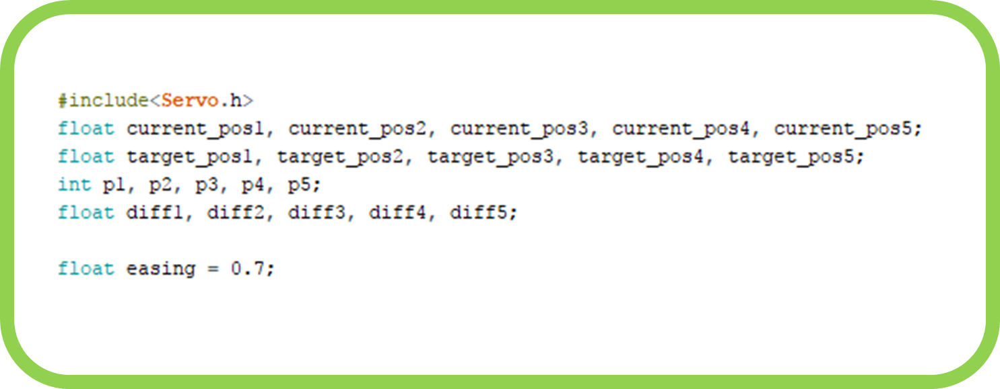 #include<Servo.h>
float current_pos1, current_pos2, current_pos3, current_pos4, current_pos5;
float target_pos1, target_pos2, target_pos3, target_pos4, target_pos5;
int p1, p2, p3, p4, p5;
float diff1, diff2, diff3, diff4, diff5;
float easing = 0.7;